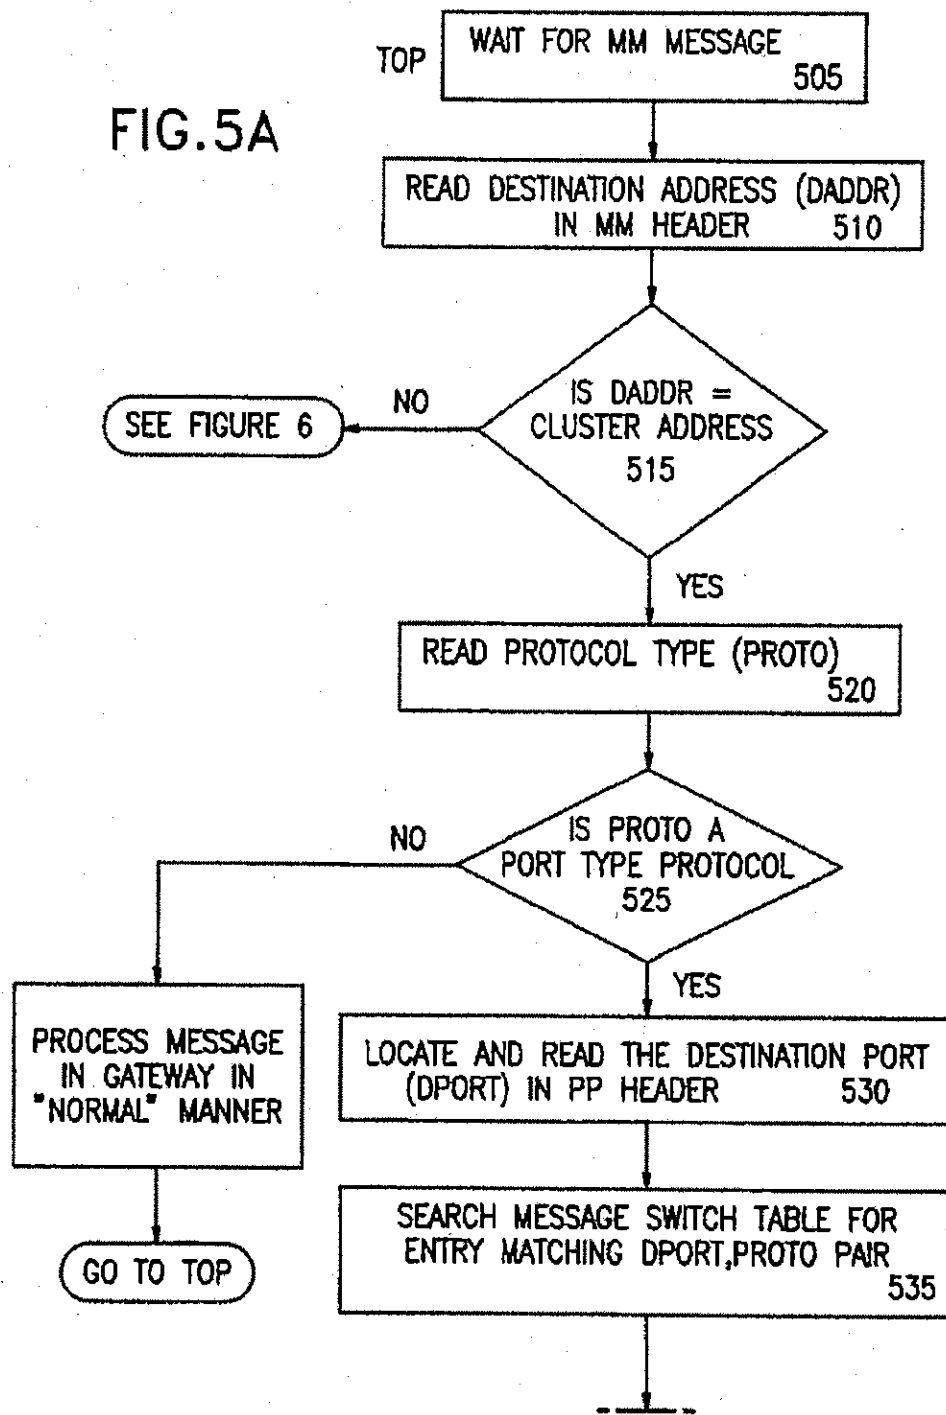 TOP
WAIT FOR MM MESSAGE
505
FIG.5A
READ DESTINATION ADDRESS (DADDR)
IN MM HEADER 510
IS DADDR =
CLUSTER ADDRESS
515
NO
SEE FIGURE 6
YES
READ PROTOCOL TYPE (PROTO)
520
IS PROTO A
PORT TYPE PROTOCOL
525
NO
YES
PROCESS MESSAGE
IN GATEWAY IN
"NORMAL" MANNER
GO TO TOP
LOCATE AND READ THE DESTINATION PORT
(DPORT) IN PP HEADER 530
SEARCH MESSAGE SWITCH TABLE FOR
ENTRY MATCHING DPORT,PROTO PAIR
535